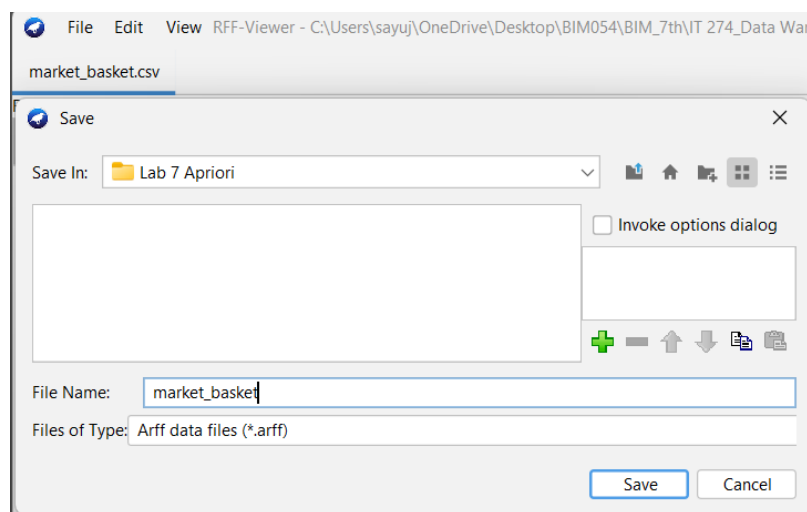 File Edit View RFF-Viewer - C:\Users\sayuj\OneDrive\Desktop\BIM054\BIM_7th\IT 274_Data War
market_basket.csv
Save
Save In: Lab 7 Apriori
Invoke options dialog
File Name: market_basket
Files of Type: Arff data files (*.arff)
Save Cancel